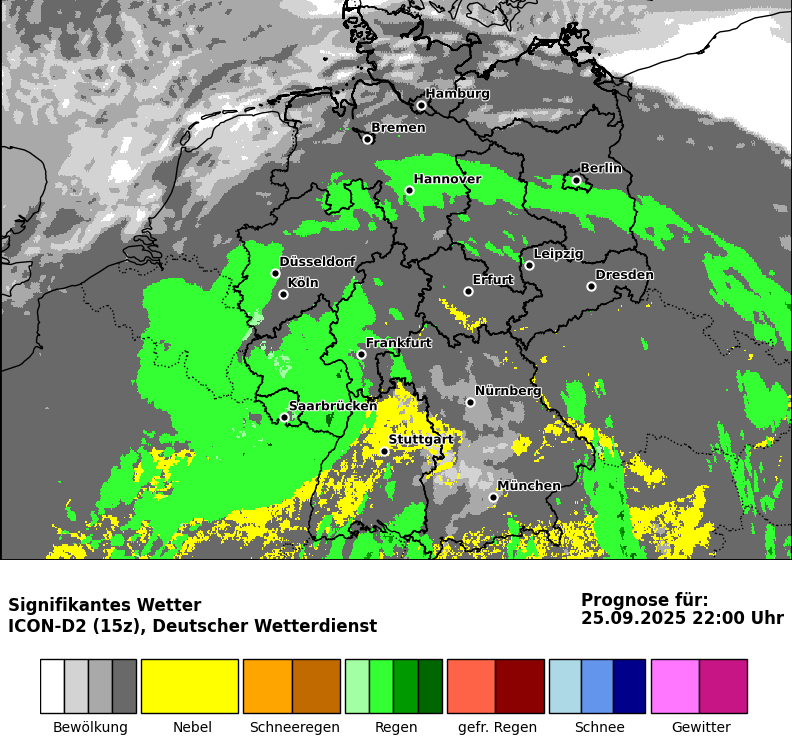 Hamburg
Bremen
Berlin
Hannover
Düsseldorf
Leipzig
Dresden
Köln
Erfurt
Frankfurt
Nürnberg
Saarbrücken
Stuttgart
München
Signifikantes Wetter
ICON-D2 (15z), Deutscher Wetterdienst
Prognose für:
25.09.2025 22:00 Uhr
Bewölkung
Nebel
Schneeregen
Regen
gefr. Regen
Schnee
Gewitter